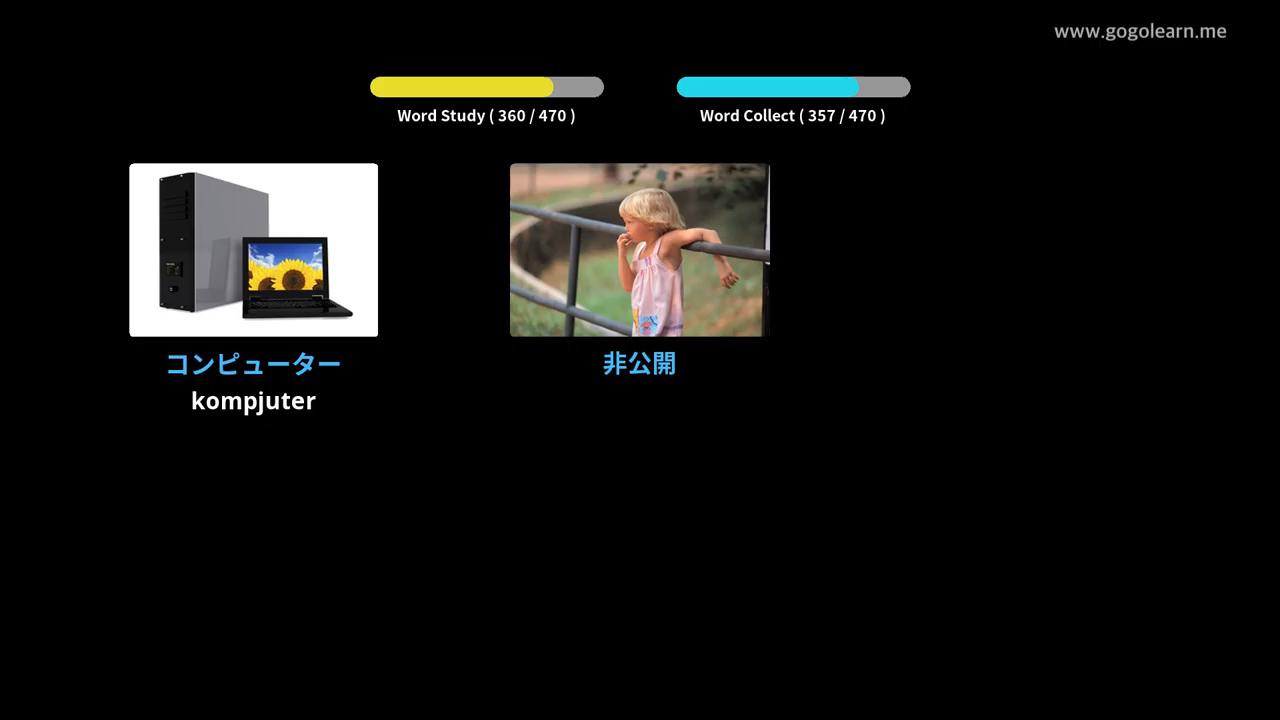 www.gogolearn.me
Word Study ( 360 / 470 )
Word Collect ( 357 / 470 )
コンピューター
kompjuter
非公開